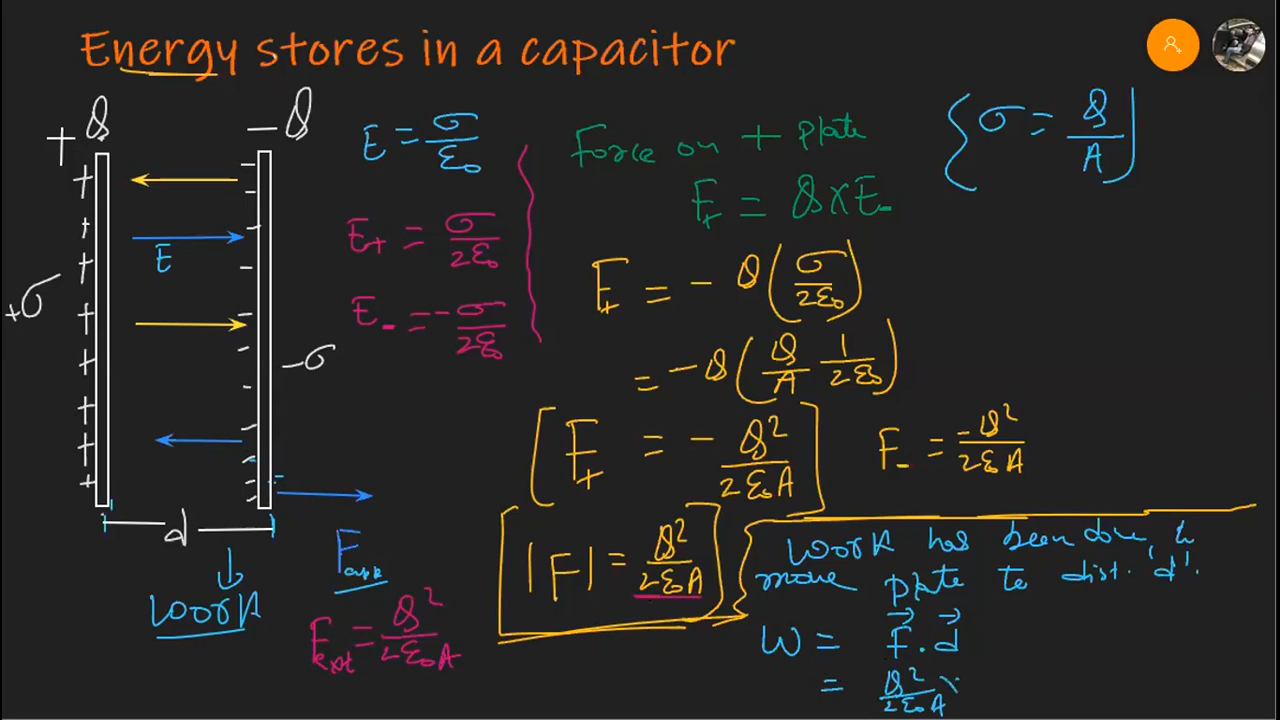 Energy stores in a capacitor
+ Q
- Q
E
+σ
-σ
d
work
F
F_ext = Q²/2ε₀A
E = σ/ε₀
E+ = σ/2ε₀
E- = -σ/2ε₀
Force on + plate
F+ = Q×E-
{σ = Q/A}
F+ = -Q(σ/2ε₀)
= -Q(Q/A 1/2ε₀)
[F+ = -Q²/2ε₀A]
F- = -Q²/2ε₀A
[|F| = Q²/2ε₀A]
Work has been done, to
move plate to dist. 'd'.
W = F⃗.d⃗
= Q²/2ε₀A ×